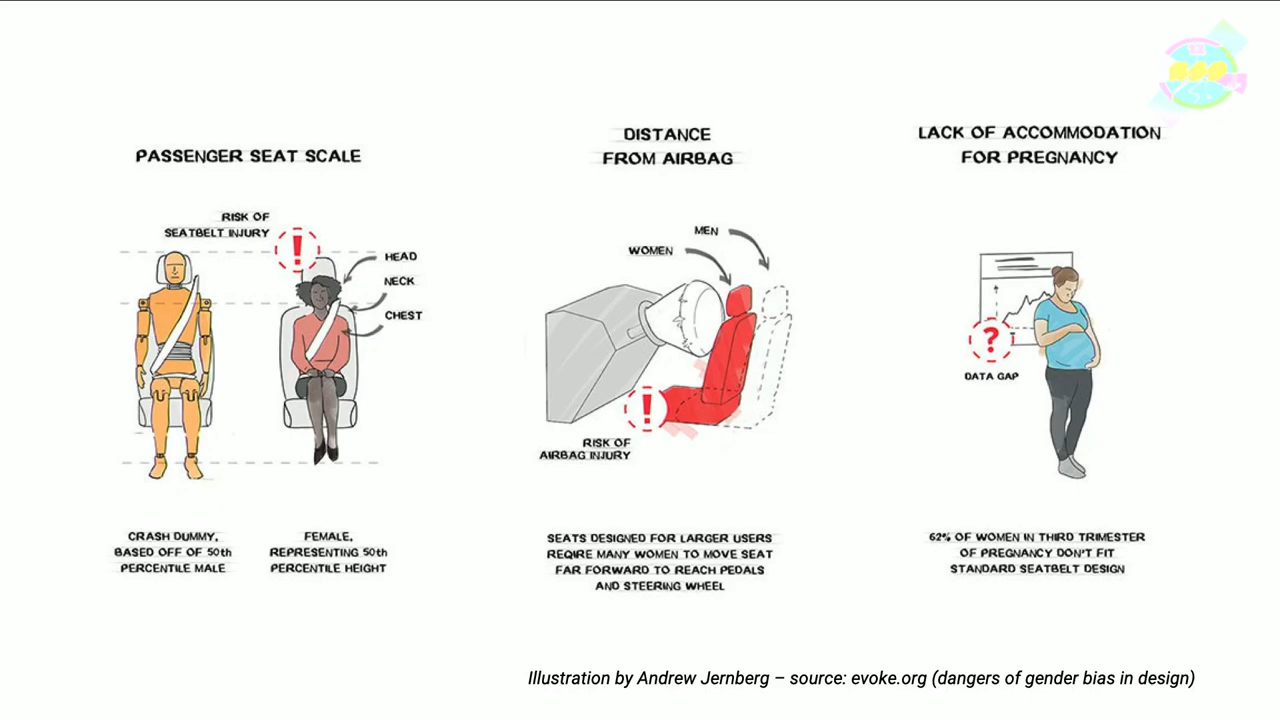 PASSENGER SEAT SCALE
RISK OF
SEATBELT INJURY
!
HEAD
NECK
CHEST
CRASH DUMMY,
BASED OFF OF 50th
PERCENTILE MALE
FEMALE,
REPRESENTING 50th
PERCENTILE HEIGHT
DISTANCE
FROM AIRBAG
MEN
WOMEN
!
RISK OF
AIRBAG INJURY
SEATS DESIGNED FOR LARGER USERS
REQIRE MANY WOMEN TO MOVE SEAT
FAR FORWARD TO REACH PEDALS
AND STEERING WHEEL
LACK OF ACCOMMODATION
FOR PREGNANCY
?
DATA GAP
62% OF WOMEN IN THIRD TRIMESTER
OF PREGNANCY DON'T FIT
STANDARD SEATBELT DESIGN
Illustration by Andrew Jernberg – source: evoke.org (dangers of gender bias in design)